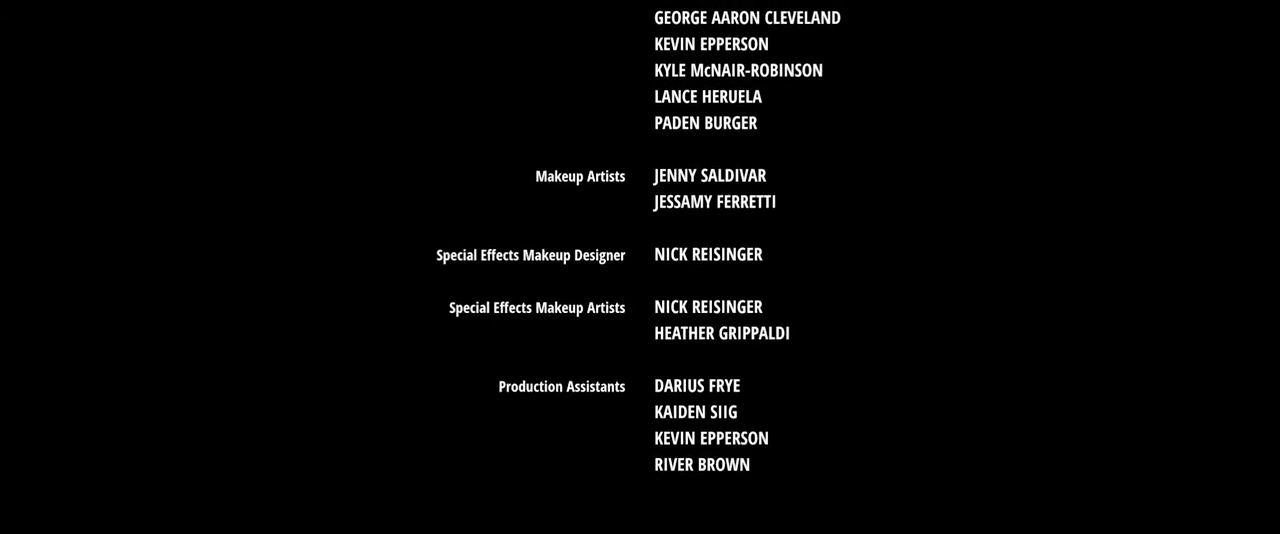 GEORGE AARON CLEVELAND
KEVIN EPPERSON
KYLE McNAIR-ROBINSON
LANCE HERUELA
PADEN BURGER
Makeup Artists JENNY SALDIVAR
JESSAMY FERRETTI
Special Effects Makeup Designer NICK REISINGER
Special Effects Makeup Artists NICK REISINGER
HEATHER GRIPPALDI
Production Assistants DARIUS FRYE
KAIDEN SIIG
KEVIN EPPERSON
RIVER BROWN